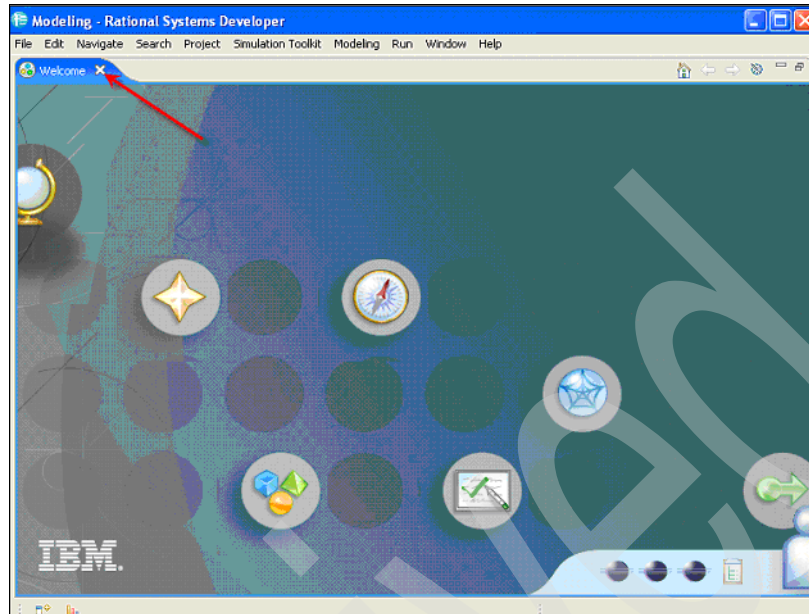 Modeling - Rational Systems Developer
File Edit Navigate Search Project Simulation Toolkit Modeling Run Window Help
Welcome
IBM.